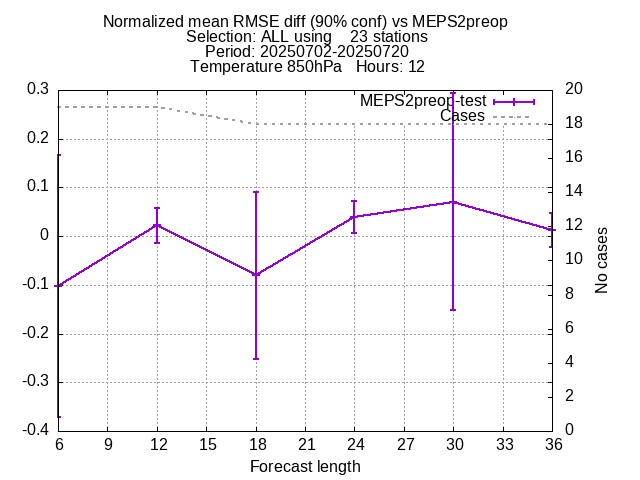 Normalized mean RMSE diff (90% conf) vs MEPS2preop
Selection: ALL using    23 stations
Period: 20250702-20250720
Temperature 850hPa   Hours: 12
MEPS2preop-test
Cases
0.3
0.2
0.1
0
-0.1
-0.2
-0.3
-0.4
20
18
16
14
12
10
8
6
4
2
0
No cases
6 9 12 15 18 21 24 27 30 33 36
Forecast length